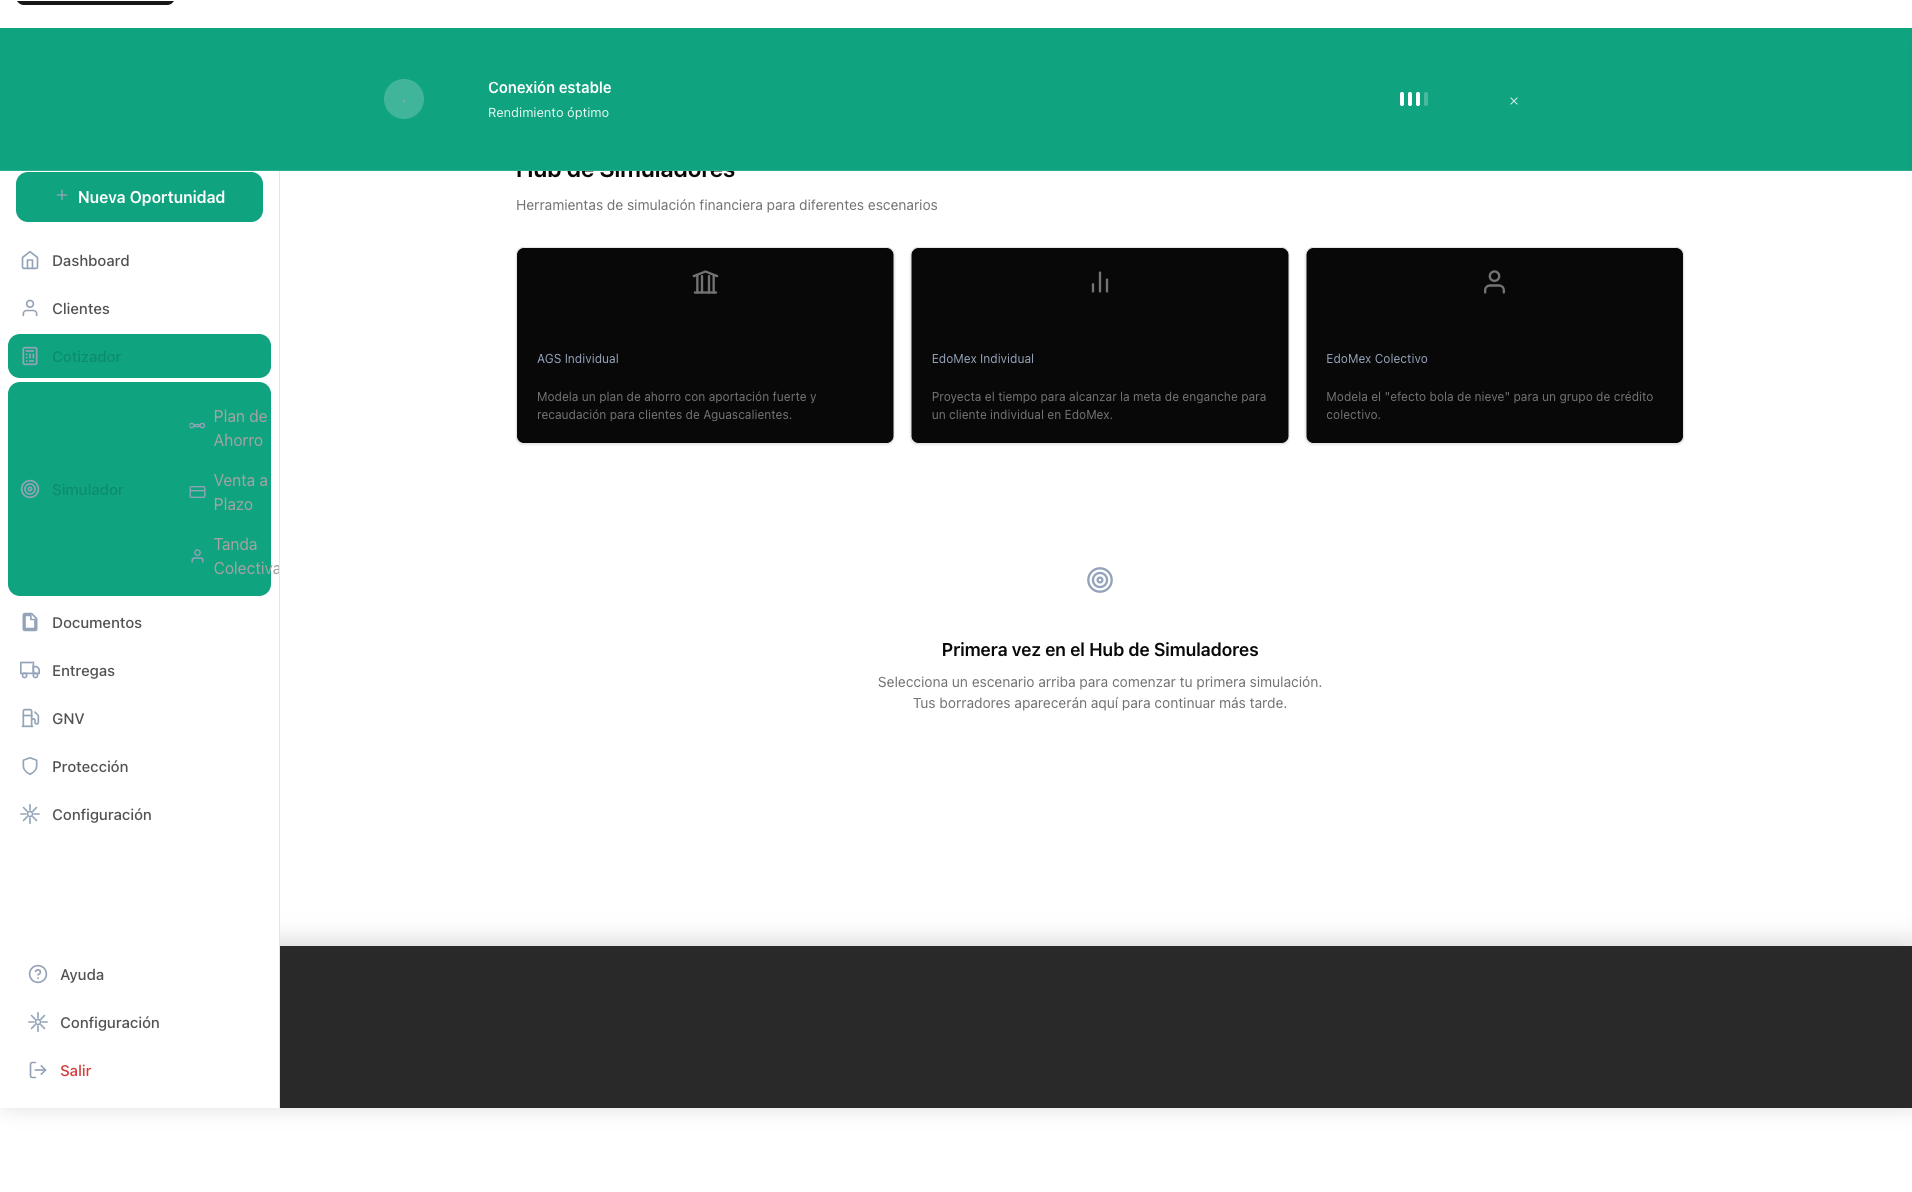 Conexión estable
Rendimiento óptimo
Nueva Oportunidad
Dashboard
Clientes
Cotizador
Simulador
Plan de
Ahorro
Venta a
Plazo
Tanda
Colectiva
Documentos
Entregas
GNV
Protección
Configuración
Ayuda
Configuración
Salir
Hub de Simuladores
Herramientas de simulación financiera para diferentes escenarios
AGS Individual
Modela un plan de ahorro con aportación fuerte y
recaudación para clientes de Aguascalientes.
EdoMex Individual
Proyecta el tiempo para alcanzar la meta de enganche para
un cliente individual en EdoMex.
EdoMex Colectivo
Modela el "efecto bola de nieve" para un grupo de crédito
colectivo.
Primera vez en el Hub de Simuladores
Selecciona un escenario arriba para comenzar tu primera simulación.
Tus borradores aparecerán aquí para continuar más tarde.